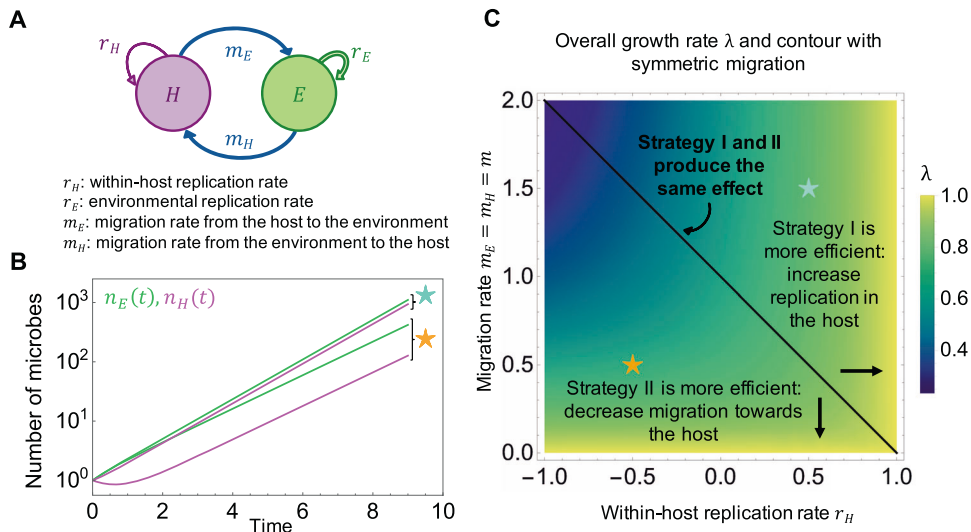 A
r_H
m_E
r_E
H
E
m_H
r_H: within-host replication rate
r_E: environmental replication rate
m_E: migration rate from the host to the environment
m_H: migration rate from the environment to the host
B
n_E(t), n_H(t)
Number of microbes
10^3
10^2
10^1
10^0
0
2
4
6
8
10
Time
C
Overall growth rate λ and contour with
symmetric migration
Migration rate m_E = m_H = m
2.0
1.5
1.0
0.5
0.0
Strategy I and II
produce the
same effect
Strategy I is
more efficient:
increase
replication in
the host
Strategy II is more efficient:
decrease migration towards
the host
−1.0
−0.5
0.0
0.5
1.0
Within-host replication rate r_H
λ
1.0
0.8
0.6
0.4